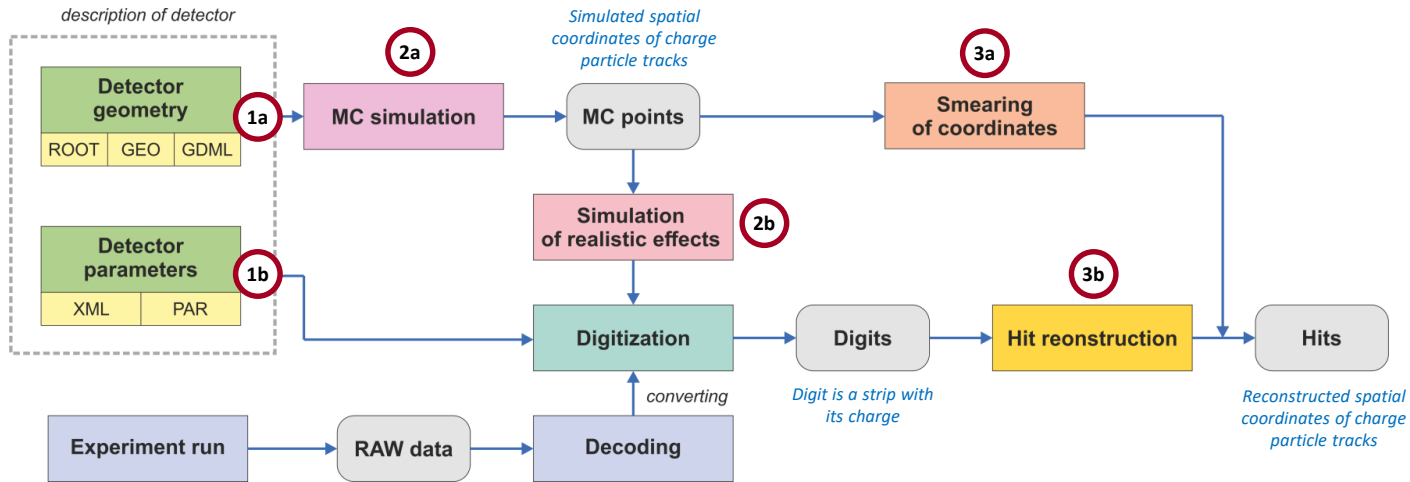 description of detector
Detector
geometry
ROOT GEO GDML
1a
2a
MC simulation
Simulated spatial
coordinates of charge
particle tracks
MC points
3a
Smearing
of coordinates
Simulation
of realistic effects
2b
Detector
parameters
XML PAR
1b
3b
Digitization
Digits
Hit reonstruction
Hits
converting
Digit is a strip with
its charge
Reconstructed spatial
coordinates of charge
particle tracks
Experiment run
RAW data
Decoding